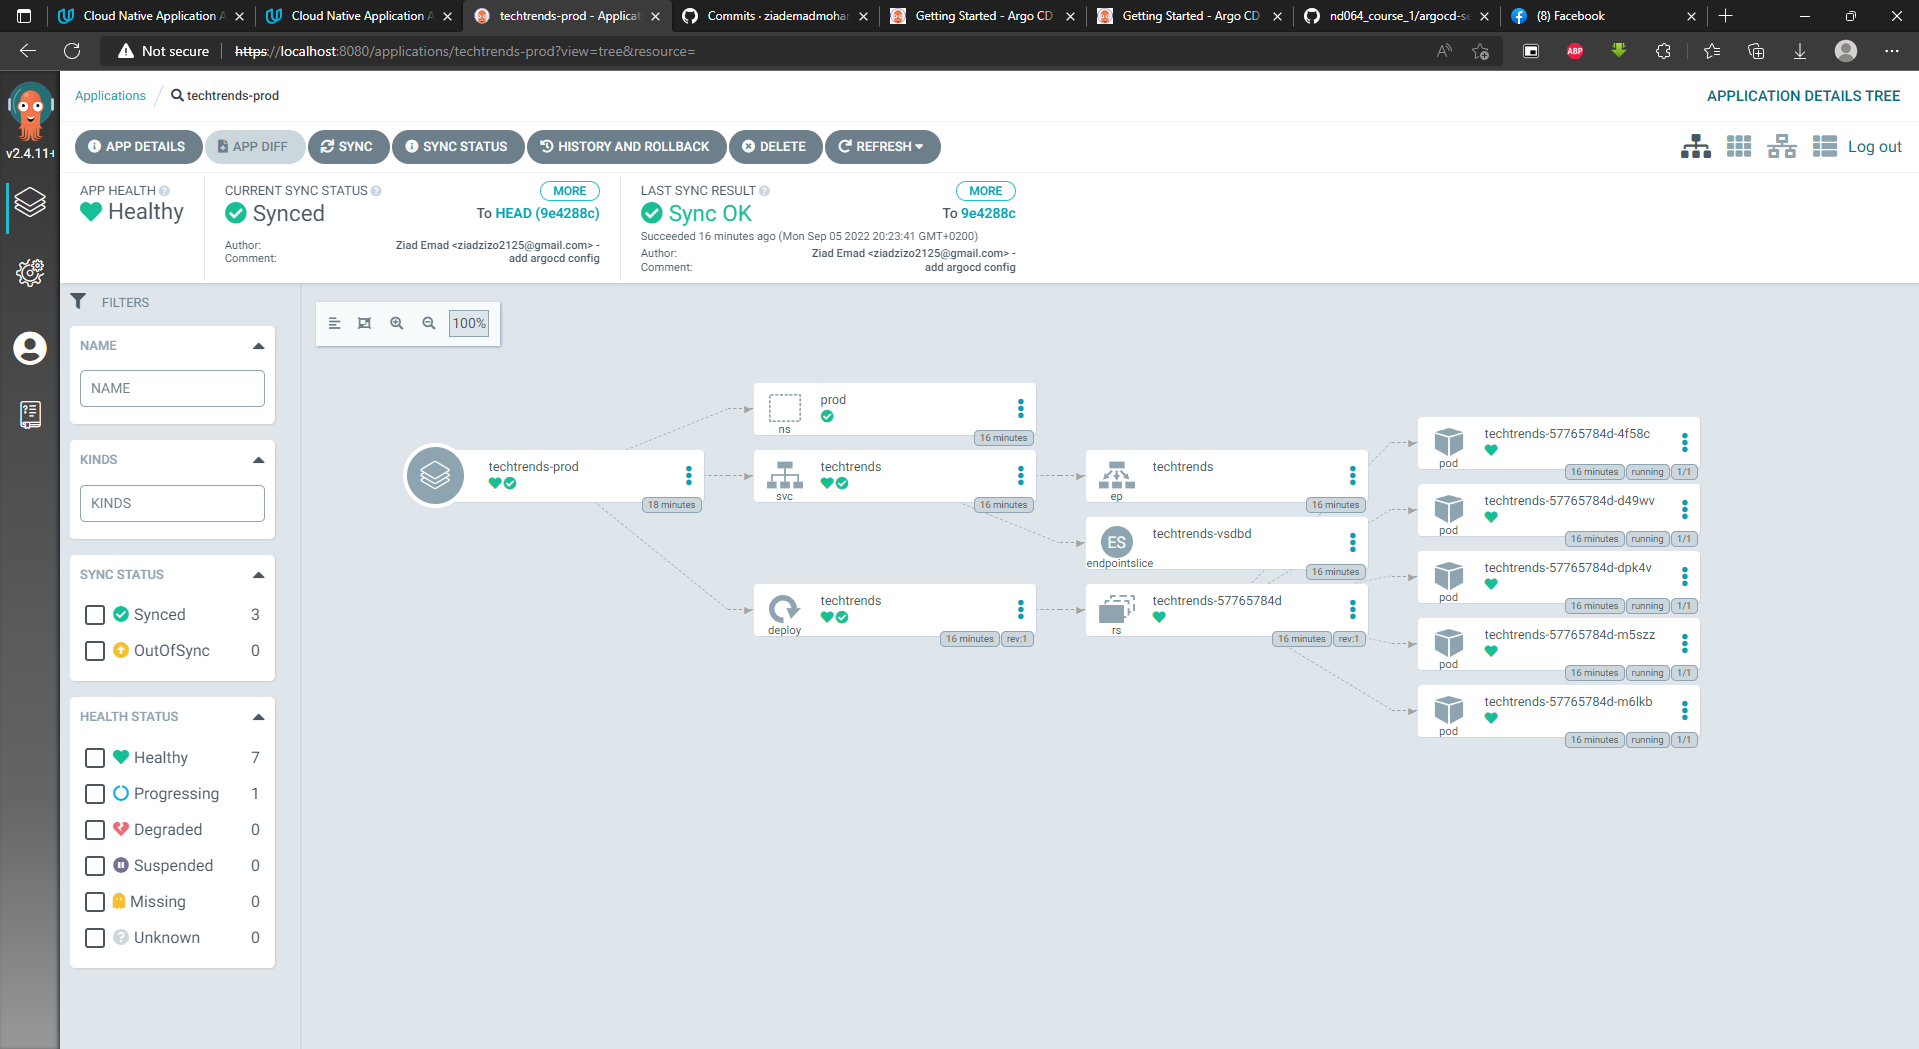 Cloud Native Application A
Cloud Native Application A
techtrends-prod - Applicat
Commits · ziademadmohar
Getting Started - Argo CD
Getting Started - Argo CD
nd064_course_1/argocd-se
(8) Facebook
Not secure
https://localhost:8080/applications/techtrends-prod?view=tree&resource=
ABP
v2.4.11+
Applications
techtrends-prod
APPLICATION DETAILS TREE
APP DETAILS
APP DIFF
SYNC
SYNC STATUS
HISTORY AND ROLLBACK
DELETE
REFRESH
Log out
APP HEALTH
Healthy
CURRENT SYNC STATUS
MORE
Synced
To HEAD (9e4288c)
Author:
Ziad Emad <ziadzizo2125@gmail.com> -
Comment:
add argocd config
LAST SYNC RESULT
MORE
Sync OK
To 9e4288c
Succeeded 16 minutes ago (Mon Sep 05 2022 20:23:41 GMT+0200)
Author:
Ziad Emad <ziadzizo2125@gmail.com> -
Comment:
add argocd config
FILTERS
NAME
NAME
KINDS
KINDS
SYNC STATUS
Synced 3
OutOfSync 0
HEALTH STATUS
Healthy 7
Progressing 1
Degraded 0
Suspended 0
Missing 0
Unknown 0
100%
techtrends-prod
18 minutes
prod
ns
16 minutes
techtrends
svc
16 minutes
techtrends
deploy
16 minutes rev:1
techtrends
ep
16 minutes
ES
techtrends-vsdbd
endpointslice
16 minutes
techtrends-57765784d
rs
16 minutes rev:1
techtrends-57765784d-4f58c
pod
16 minutes running 1/1
techtrends-57765784d-d49wv
pod
16 minutes running 1/1
techtrends-57765784d-dpk4v
pod
16 minutes running 1/1
techtrends-57765784d-m5szz
pod
16 minutes running 1/1
techtrends-57765784d-m6lkb
pod
16 minutes running 1/1